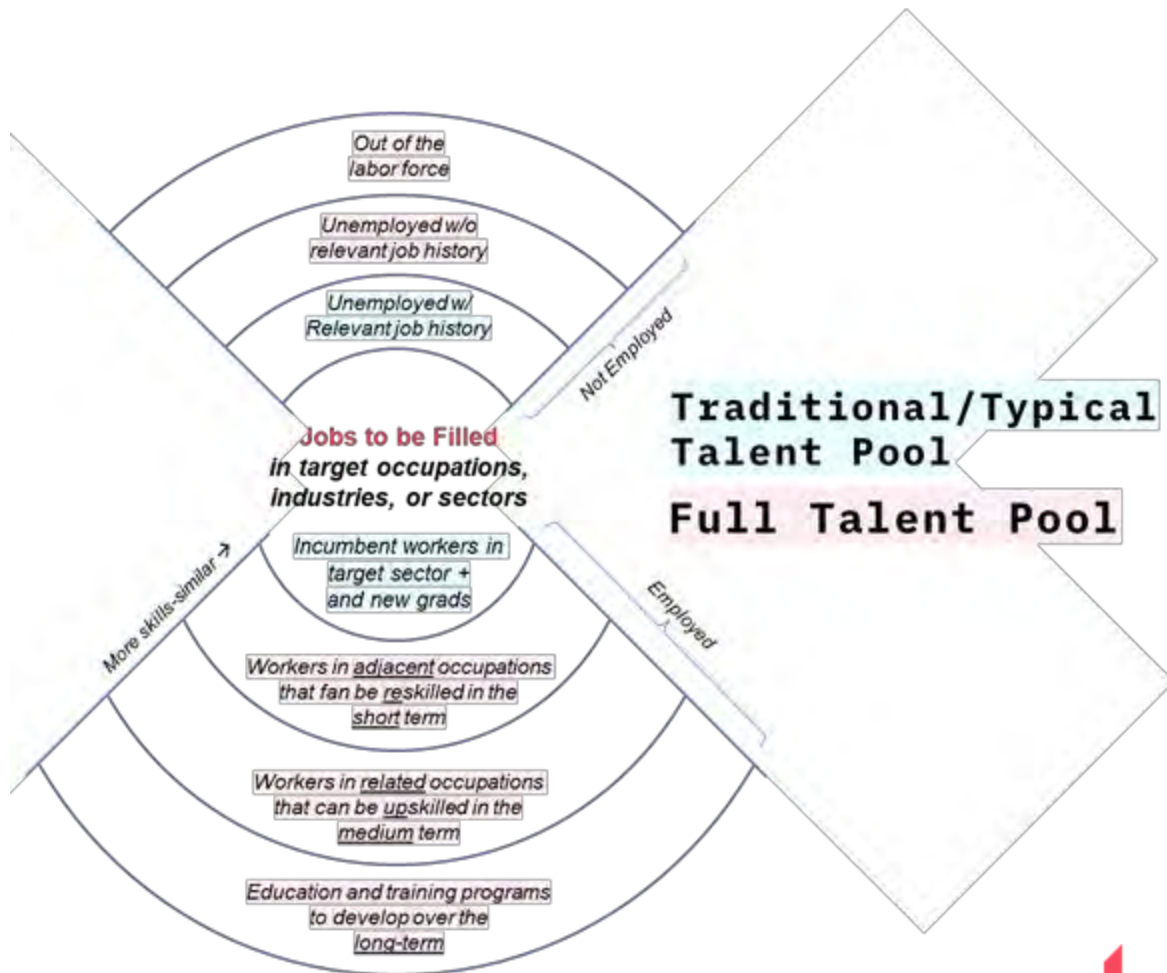 Out of the
labor force
Unemployed w/o
relevant job history
Unemployed w/
Relevant job history
Not Employed
Jobs to be Filled
in target occupations,
industries, or sectors
Traditional/Typical
Talent Pool
Full Talent Pool
More skills-similar ↗
Employed
Incumbent workers in
target sector +
and new grads
Workers in adjacent occupations
that fan be reskilled in the
short term
Workers in related occupations
that can be upskilled in the
medium term
Education and training programs
to develop over the
long-term